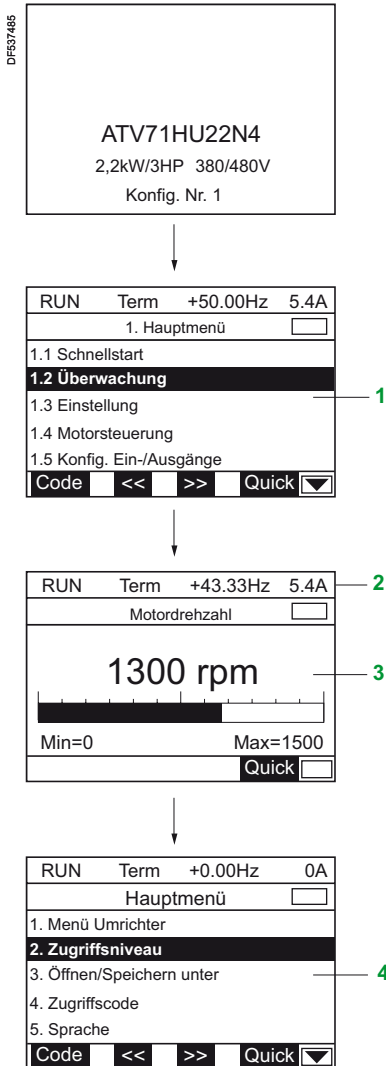 DF537485
ATV71HU22N4
2,2kW/3HP 380/480V
Konfig. Nr. 1
RUN Term +50.00Hz 5.4A
1. Hauptmenü
1.1 Schnellstart
1.2 Überwachung
1.3 Einstellung
1
1.4 Motorsteuerung
1.5 Konfig. Ein-/Ausgänge
Code << >> Quick
RUN Term +43.33Hz 5.4A 2
Motordrehzahl
1300 rpm 3
Min=0 Max=1500
Quick
RUN Term +0.00Hz 0A
Hauptmenü
1. Menü Umrichter
2. Zugriffsniveau
3. Öffnen/Speichern unter 4
4. Zugriffscode
5. Sprache
Code << >> Quick